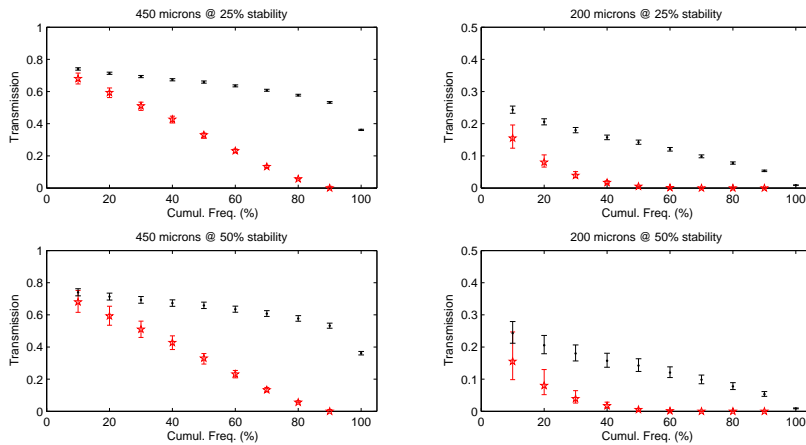 450 microns @ 25% stability
1
0.8
0.6
0.4
0.2
0
Transmission
0 20 40 60 80 100
Cumul. Freq. (%)
200 microns @ 25% stability
0.5
0.4
0.3
0.2
0.1
0
Transmission
0 20 40 60 80 100
Cumul. Freq. (%)
450 microns @ 50% stability
1
0.8
0.6
0.4
0.2
0
Transmission
0 20 40 60 80 100
Cumul. Freq. (%)
200 microns @ 50% stability
0.5
0.4
0.3
0.2
0.1
0
Transmission
0 20 40 60 80 100
Cumul. Freq. (%)